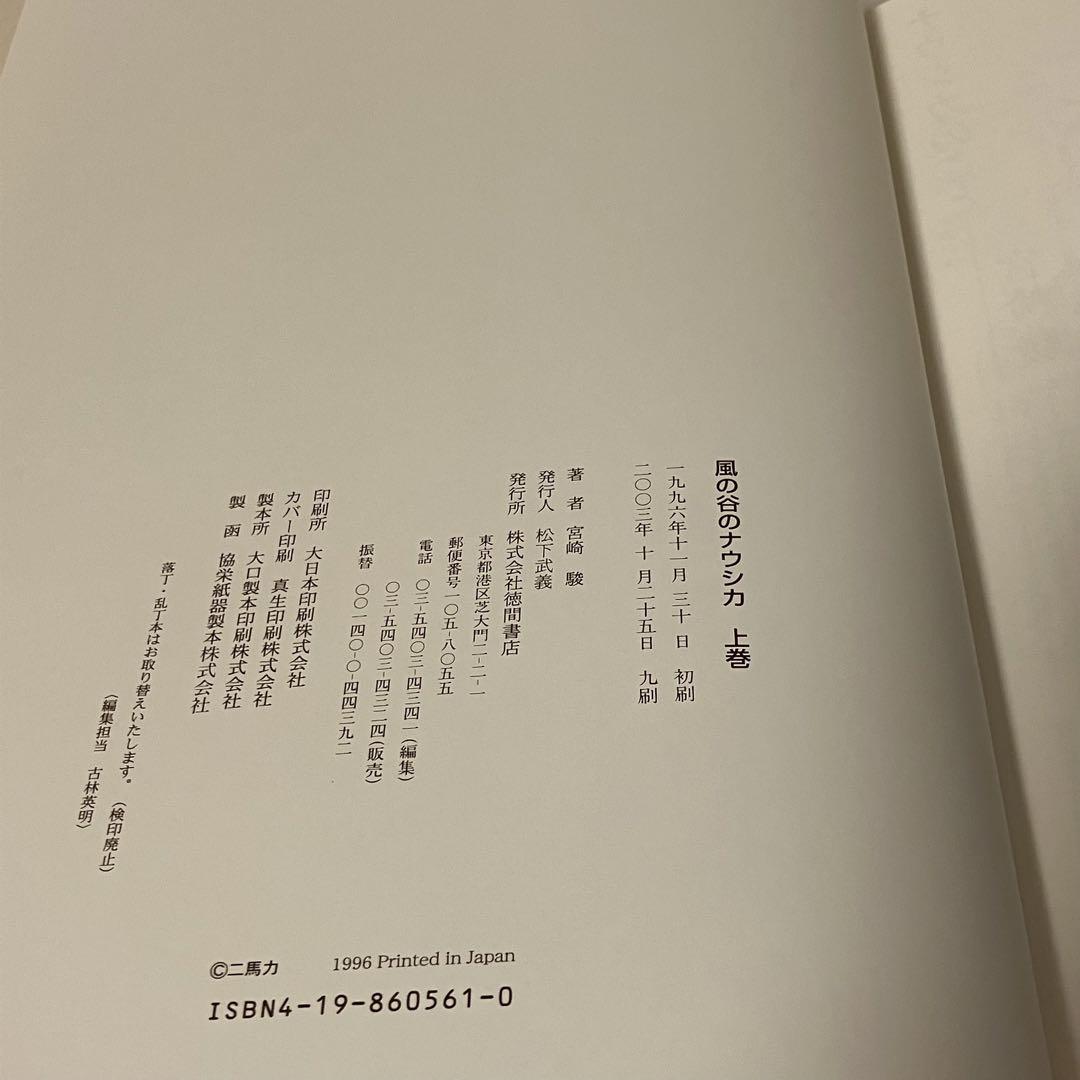 風の谷のナウシカ 上巻
一九九六年十一月 三十 日 初刷
二〇〇三年 十 月二十五日 九刷
著 者 宮崎 駿
発行人 松下武義
発行所 株式会社徳間書店
東京都港区芝大門二-二-一
郵便番号一〇五-八〇五五
電話 〇三-五四〇三-四三四一(編集)
〇三-五四〇三-四三二四(販売)
振替 〇〇一四〇-〇-四四三九二
印刷所 大日本印刷株式会社
カバー印刷 真生印刷株式会社
製本所 大口製本印刷株式会社
製 函 協栄紙器製本株式会社
落丁・乱丁本はお取り替えいたします。
(検印廃止)
〈編集担当 古林英明〉
©二馬力 1996 Printed in Japan
ISBN4-19-860561-0